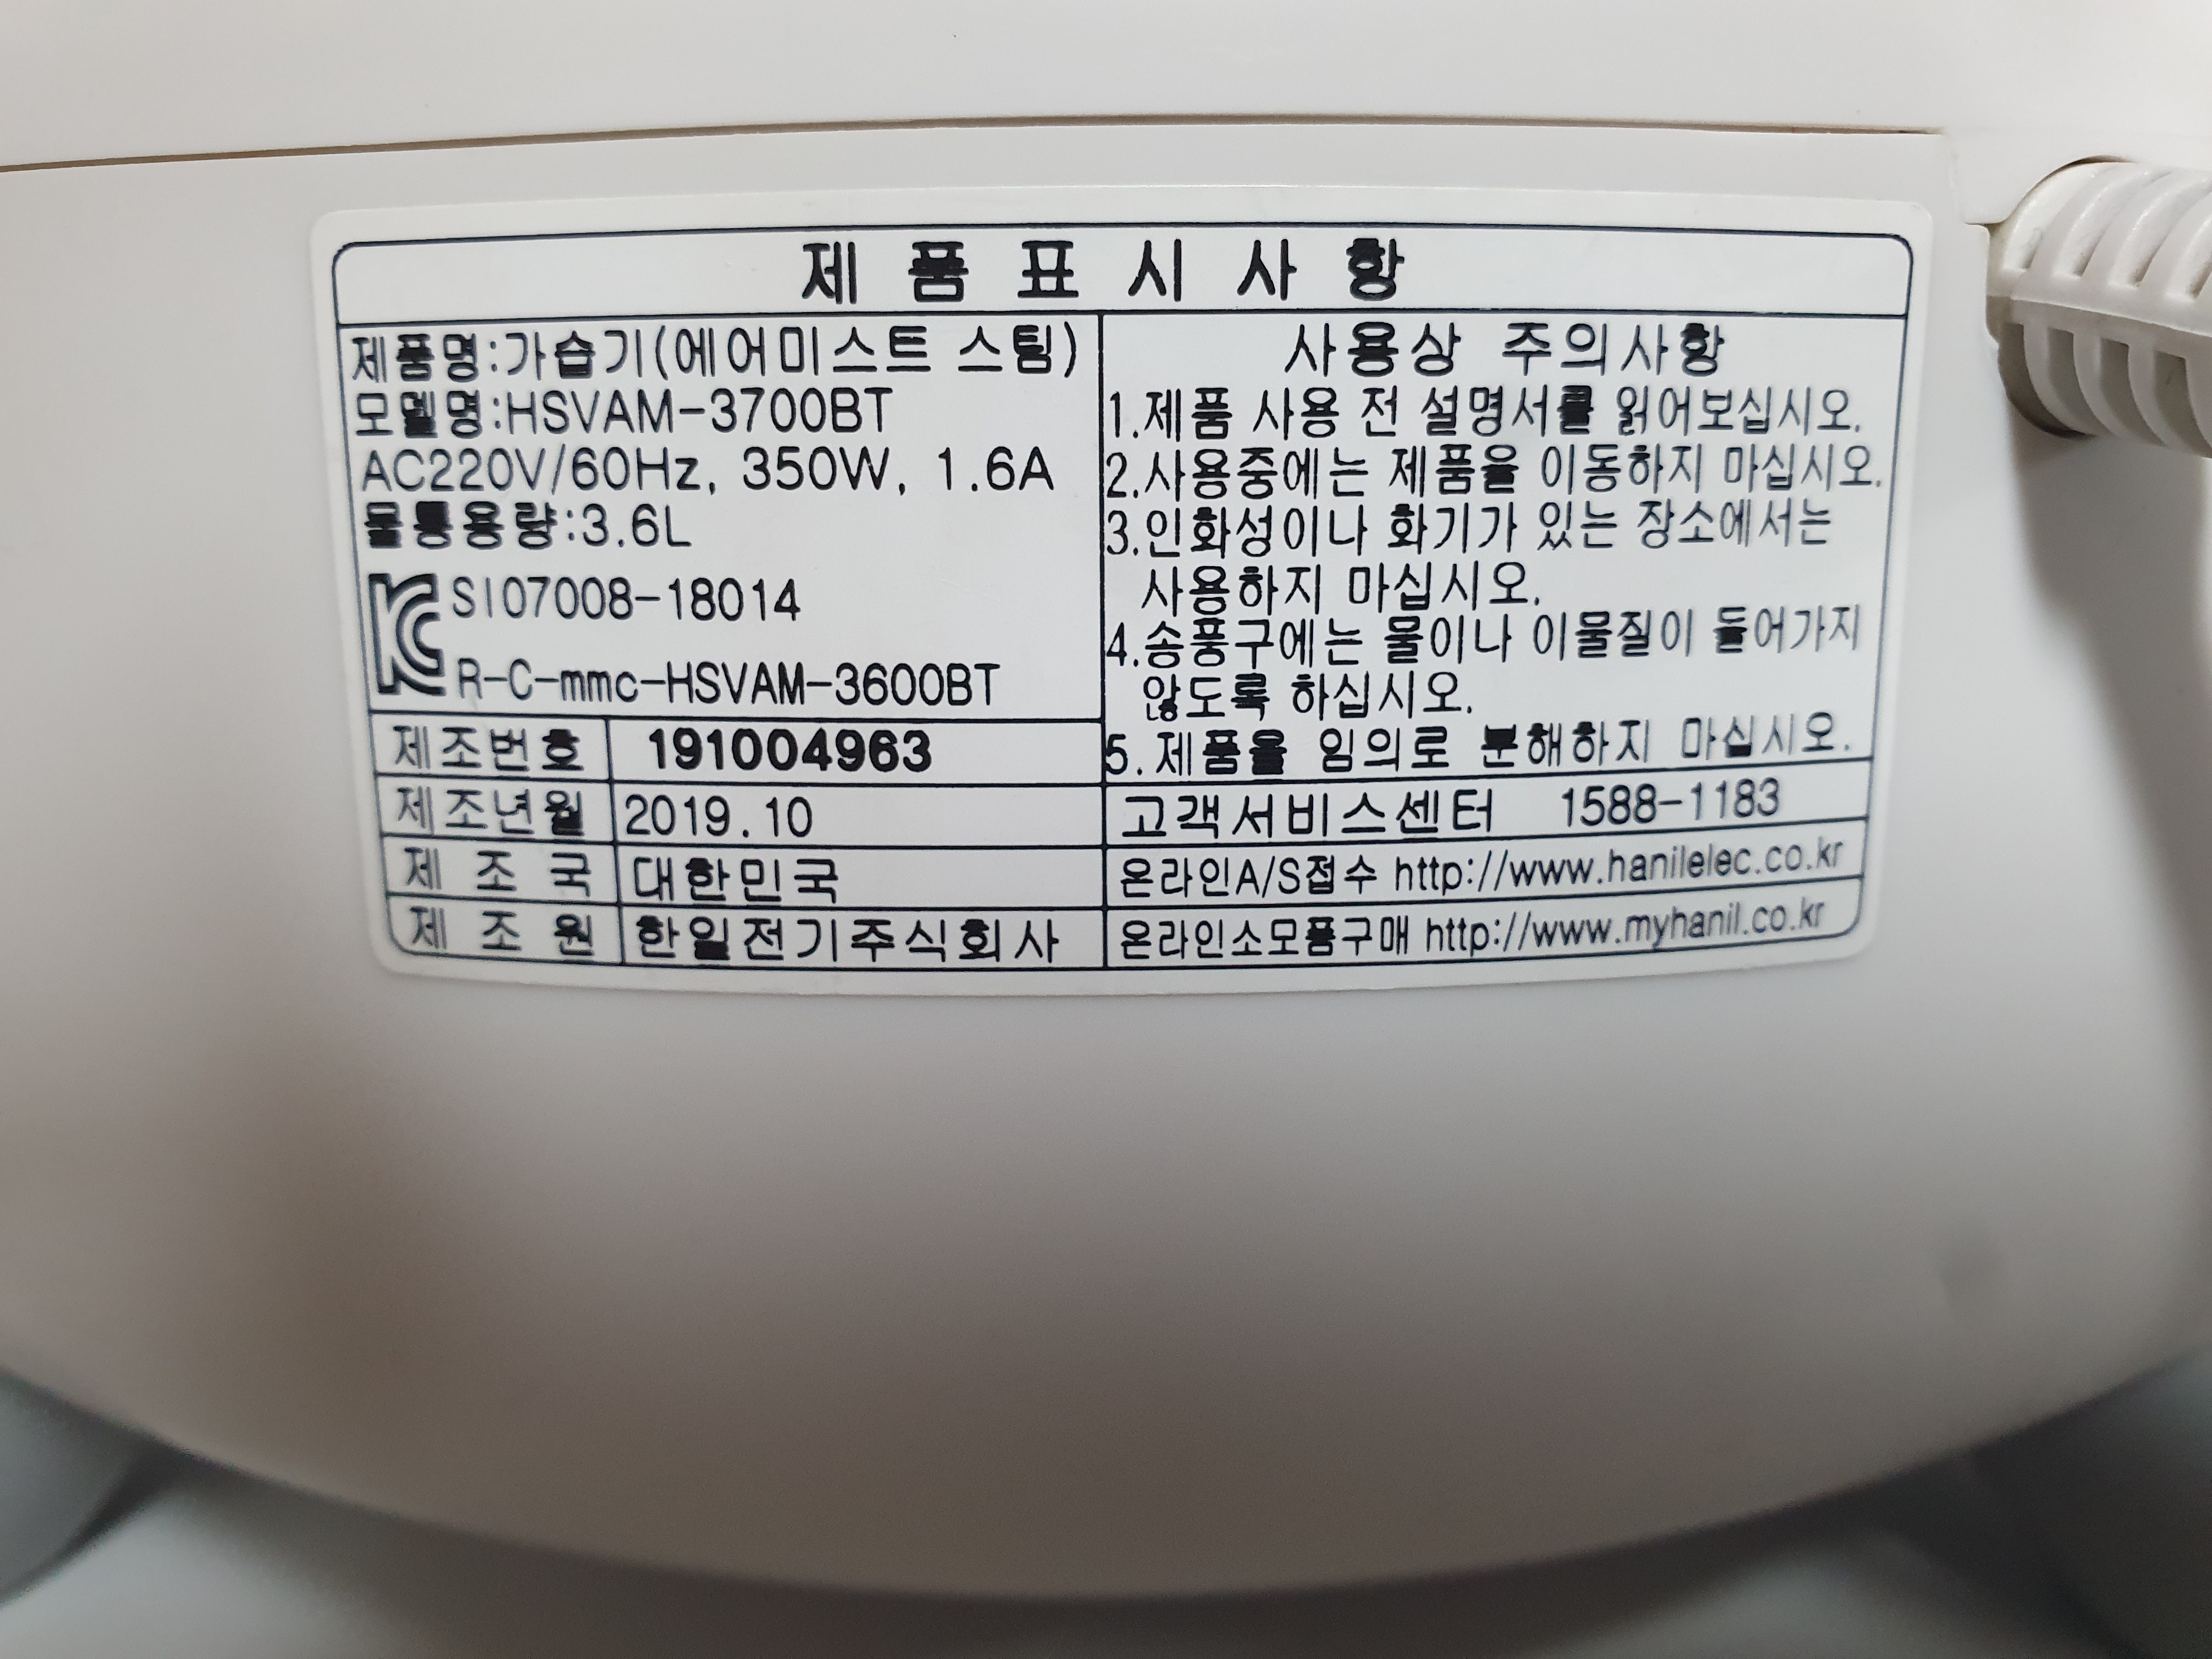 제품표시사항
제품명:가습기(에어미스트 스팀)
모델명:HSVAM-3700BT
AC220V/60Hz, 350W, 1.6A
물통용량:3.6L
SI07008-18014
R-C-mmc-HSVAM-3600BT
제조번호 191004963
제조년월 2019.10
제조국 대한민국
제조원 한일전기주식회사
사용상 주의사항
1.제품 사용 전 설명서를 읽어보십시오.
2.사용중에는 제품을 이동하지 마십시오.
3.인화성이나 화기가 있는 장소에서는
사용하지 마십시오.
4.송풍구에는 물이나 이물질이 들어가지
않도록 하십시오.
5.제품을 임의로 분해하지 마십시오.
고객서비스센터 1588-1183
온라인A/S접수 http://www.hanilelec.co.kr
온라인소모품구매 http://www.myhanil.co.kr